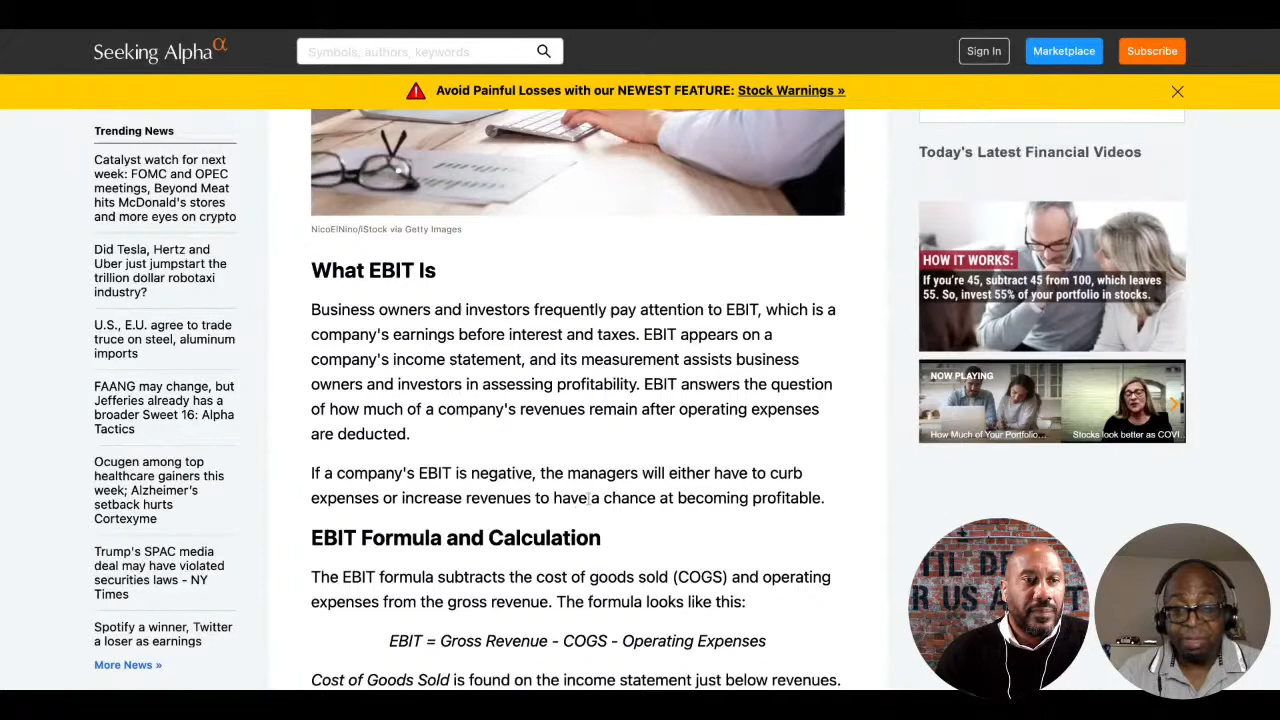 Seeking Alpha α
Symbols, authors, keywords
Sign In
Marketplace
Subscribe
Avoid Painful Losses with our NEWEST FEATURE: Stock Warnings »
Trending News
Catalyst watch for next
week: FOMC and OPEC
meetings, Beyond Meat
hits McDonald's stores
and more eyes on crypto
Did Tesla, Hertz and
Uber just jumpstart the
trillion dollar robotaxi
industry?
U.S., E.U. agree to trade
truce on steel, aluminum
imports
FAANG may change, but
Jefferies already has a
broader Sweet 16: Alpha
Tactics
Ocugen among top
healthcare gainers this
week; Alzheimer's
setback hurts
Cortexyme
Trump's SPAC media
deal may have violated
securities laws - NY
Times
Spotify a winner, Twitter
a loser as earnings
More News »
NicoElNino/iStock via Getty Images
What EBIT Is
Business owners and investors frequently pay attention to EBIT, which is a
company's earnings before interest and taxes. EBIT appears on a
company's income statement, and its measurement assists business
owners and investors in assessing profitability. EBIT answers the question
of how much of a company's revenues remain after operating expenses
are deducted.
If a company's EBIT is negative, the managers will either have to curb
expenses or increase revenues to have a chance at becoming profitable.
EBIT Formula and Calculation
The EBIT formula subtracts the cost of goods sold (COGS) and operating
expenses from the gross revenue. The formula looks like this:
EBIT = Gross Revenue - COGS - Operating Expenses
Cost of Goods Sold is found on the income statement just below revenues.
Today's Latest Financial Videos
HOW IT WORKS:
If you're 45, subtract 45 from 100, which leaves
55. So, invest 55% of your portfolio in stocks.
NOW PLAYING
How Much of Your Portfolio...
Stocks look better as COVI...